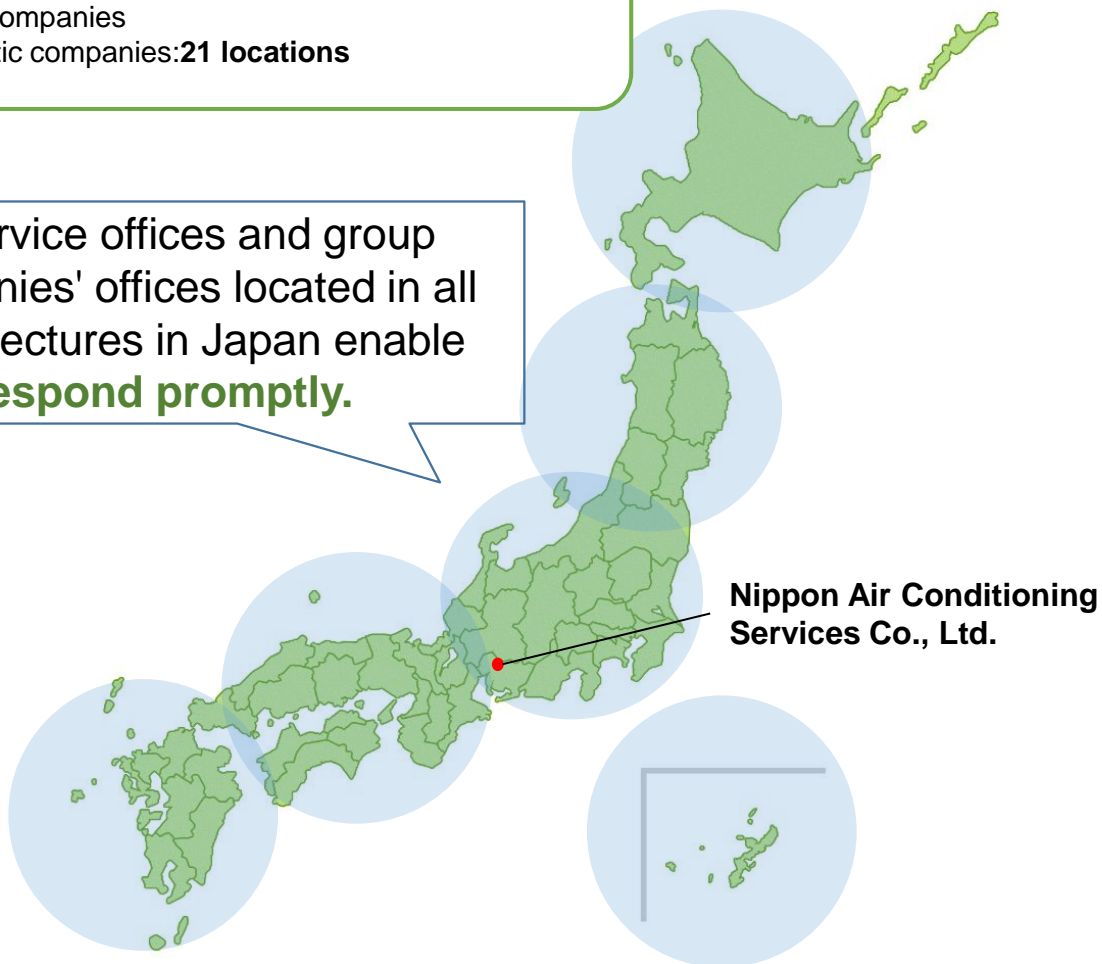 ompanies
tic companies:21 locations
rvice offices and group
nies' offices located in all
ectures in Japan enable
espond promptly.
Nippon Air Conditioning
Services Co., Ltd.